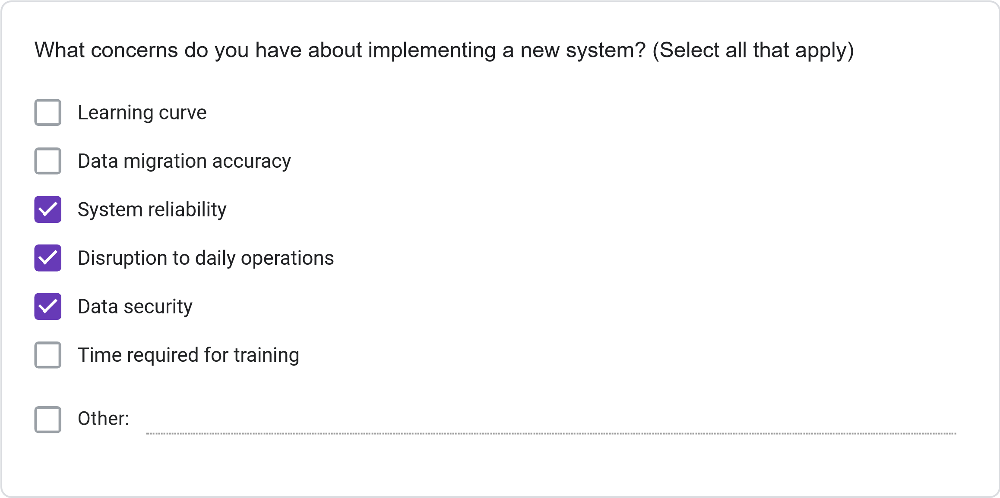 What concerns do you have about implementing a new system? (Select all that apply)
Learning curve
Data migration accuracy
System reliability
Disruption to daily operations
Data security
Time required for training
Other: